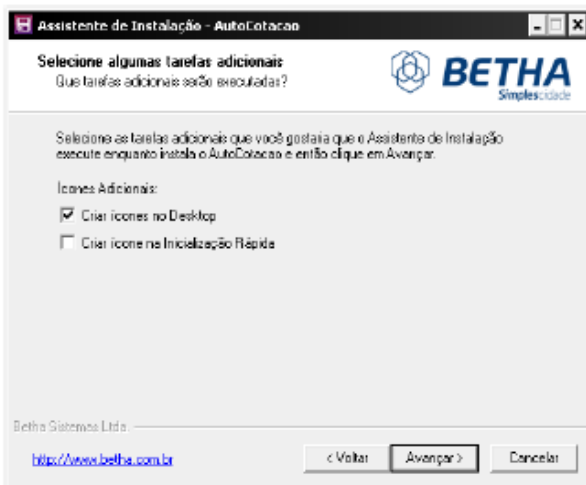 Assistente de Instalação - AutoCotacao
Selecione algumas tarefas adicionais
Que tarefas adicionais serão executadas?
BETHA
Simplescidade
Selecione as tarefas adicionais que você gostaria que o Assistente de Instalação
execute enquanto instala o AutoCotacao e então clique em Avançar.
Ícones Adicionais:
Criar ícones no Desktop
Criar ícone na Inicialização Rápida
Betha Sistemas Ltda.
http://www.betha.com.br
< Voltar
Avançar >
Cancelar